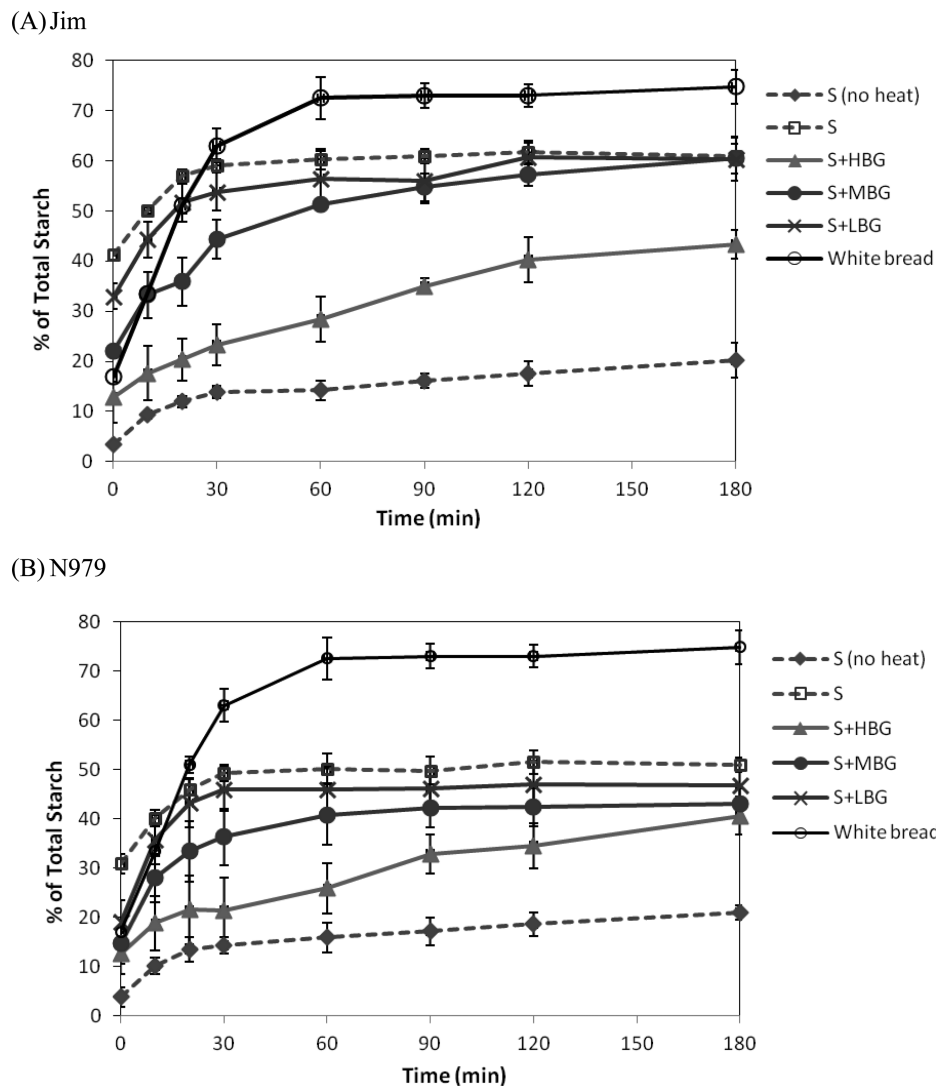 (A) Jim
80
70
60
50
40
30
20
10
0
% of Total Starch
0 30 60 90 120 150 180
Time (min)
S (no heat)
S
S+HBG
S+MBG
S+LBG
White bread
(B) N979
80
70
60
50
40
30
20
10
0
% of Total Starch
0 30 60 90 120 150 180
Time (min)
S (no heat)
S
S+HBG
S+MBG
S+LBG
White bread